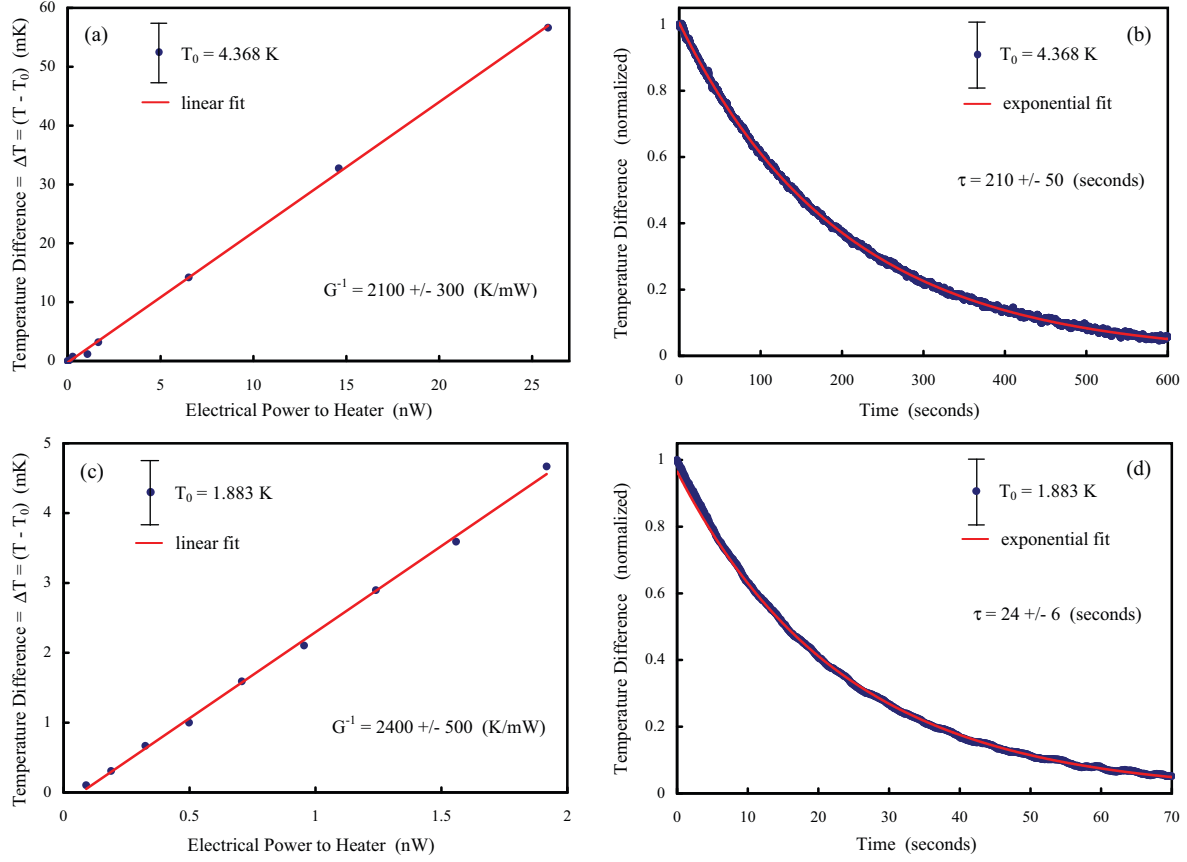 (a)
T₀ = 4.368 K
linear fit
G⁻¹ = 2100 +/- 300 (K/mW)
Temperature Difference = ΔT = (T - T₀) (mK)
60
50
40
30
20
10
0
0
5
10
15
20
25
Electrical Power to Heater (nW)
(b)
T₀ = 4.368 K
exponential fit
τ = 210 +/- 50 (seconds)
Temperature Difference (normalized)
1
0.8
0.6
0.4
0.2
0
0
100
200
300
400
500
600
Time (seconds)
(c)
T₀ = 1.883 K
linear fit
G⁻¹ = 2400 +/- 500 (K/mW)
Temperature Difference = ΔT = (T - T₀) (mK)
5
4
3
2
1
0
0
0.5
1
1.5
2
Electrical Power to Heater (nW)
(d)
T₀ = 1.883 K
exponential fit
τ = 24 +/- 6 (seconds)
Temperature Difference (normalized)
1
0.8
0.6
0.4
0.2
0
0
10
20
30
40
50
60
70
Time (seconds)